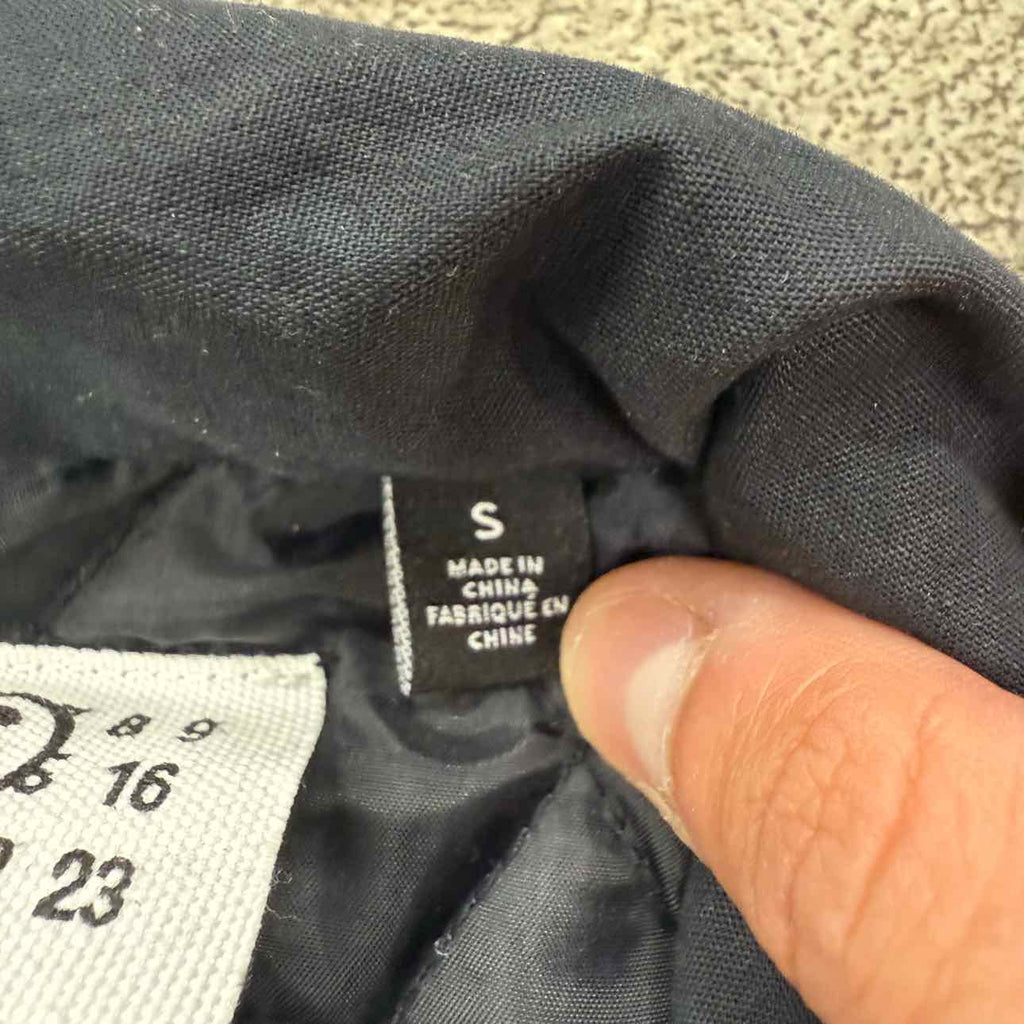 S
MADE IN
CHINA
FABRIQUÉ EN
CHINE
8 9
16
23